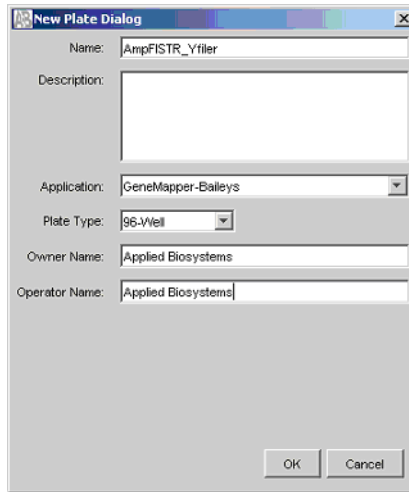 New Plate Dialog
Name: AmpFlSTR_Yfiler
Description:
Application: GeneMapper-Baileys
Plate Type: 96-Well
Owner Name: Applied Biosystems
Operator Name: Applied Biosystems
OK Cancel